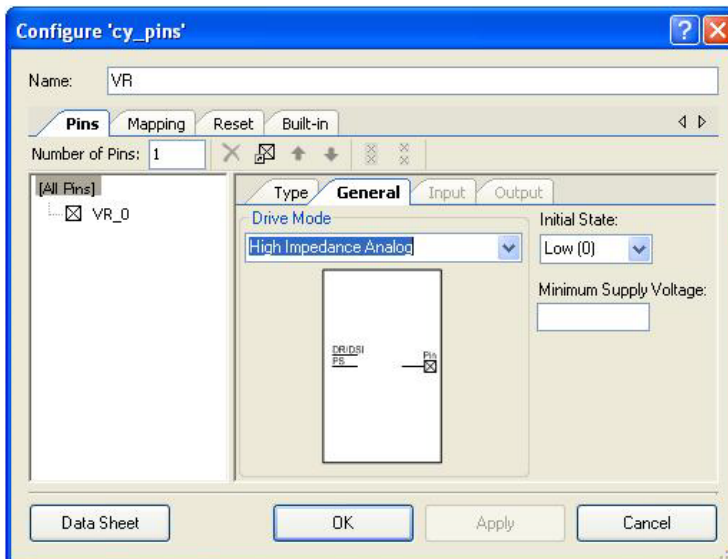 Configure 'cy_pins'
Name: VR
Pins Mapping Reset Built-in
Number of Pins: 1
[All Pins]
VR_0
Type General Input Output
Drive Mode
High Impedance Analog
Initial State:
Low (0)
Minimum Supply Voltage:
DR/DSI
PS
Pin
Data Sheet OK Apply Cancel